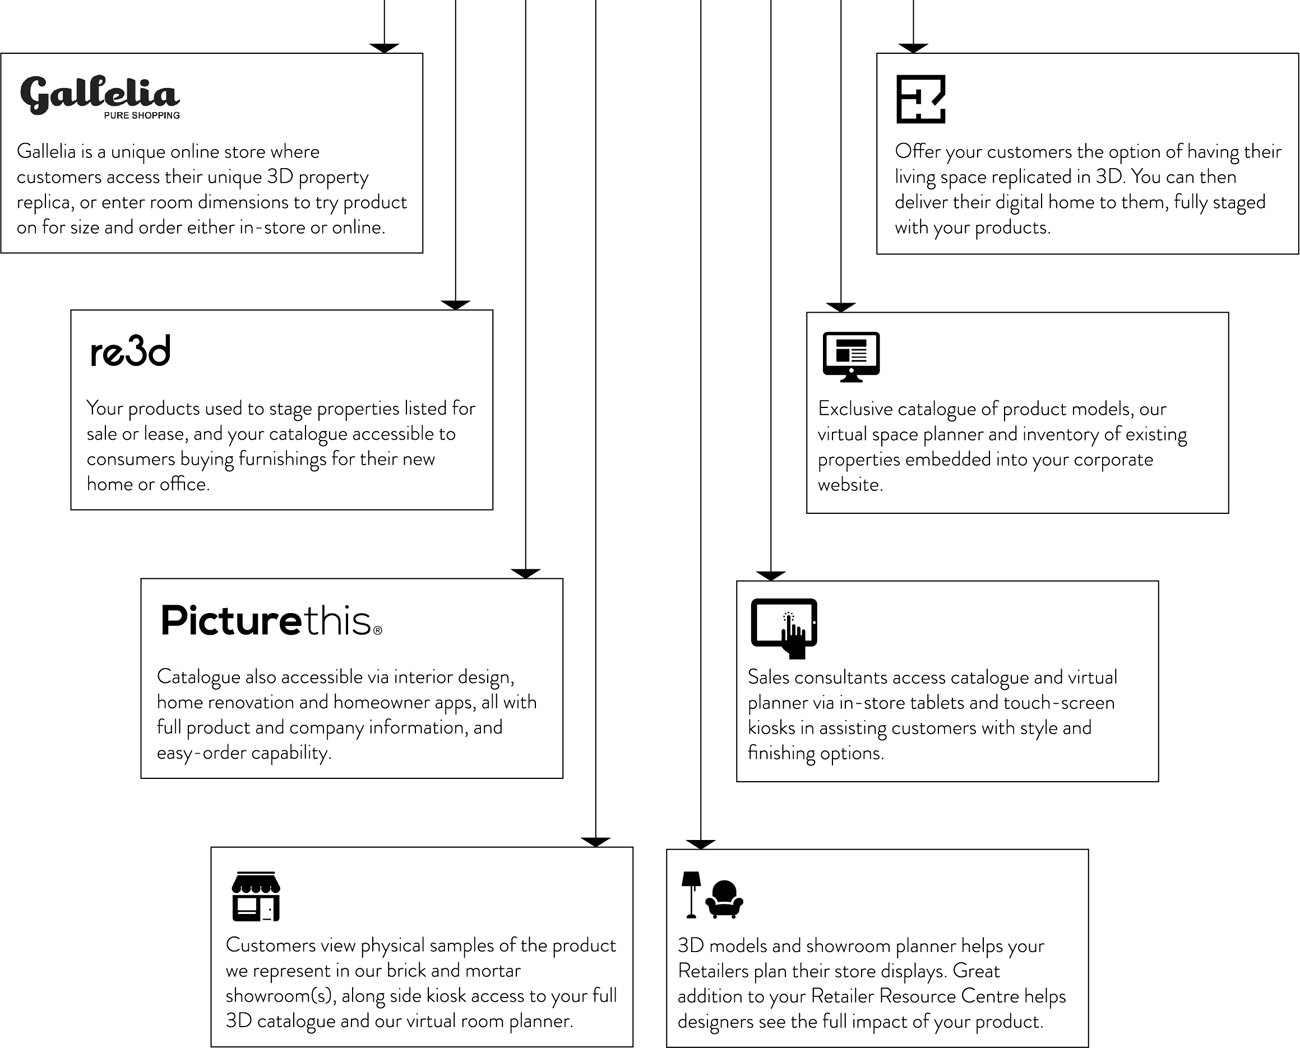 Galfelia
PURE SHOPPING
Gallelia is a unique online store where
customers access their unique 3D property
replica, or enter room dimensions to try product
on for size and order either in-store or online.
re3d
Your products used to stage properties listed for
sale or lease, and your catalogue accessible to
consumers buying furnishings for their new
home or office.
Picturethis®
Catalogue also accessible via interior design,
home renovation and homeowner apps, all with
full product and company information, and
easy-order capability.
Customers view physical samples of the product
we represent in our brick and mortar
showroom(s), along side kiosk access to your full
3D catalogue and our virtual room planner.
Offer your customers the option of having their
living space replicated in 3D. You can then
deliver their digital home to them, fully staged
with your products.
Exclusive catalogue of product models, our
virtual space planner and inventory of existing
properties embedded into your corporate
website.
Sales consultants access catalogue and virtual
planner via in-store tablets and touch-screen
kiosks in assisting customers with style and
finishing options.
3D models and showroom planner helps your
Retailers plan their store displays. Great
addition to your Retailer Resource Centre helps
designers see the full impact of your product.